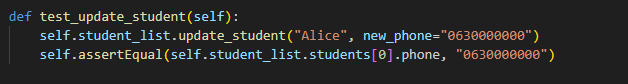 def test_update_student(self):
    self.student_list.update_student("Alice", new_phone="0630000000")
    self.assertEqual(self.student_list.students[0].phone, "0630000000")